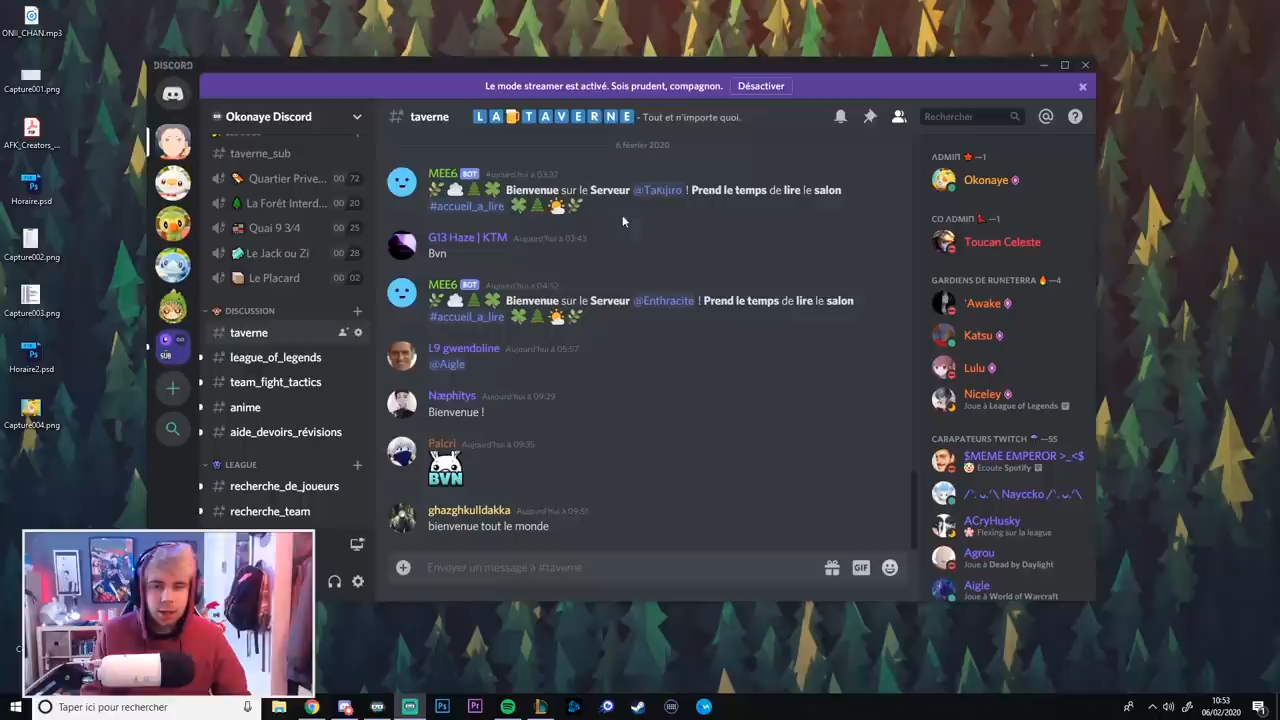 ONII_CHAN.mp3
Capture001.png
AFK_Creators_...
Horaire.psd
Capture002.png
Capture003.png
Horaire2.psd
Capture004.png
DISCORD
Le mode streamer est activé. Sois prudent, compagnon. Désactiver
Okonaye Discord
taverne
LA🍺TAVERNE - Tout et n'importe quoi.
Rechercher
taverne_sub
Quartier Prive... 00 72
La Forêt Interd... 00 20
Quai 9 3/4 00 25
Le Jack ou Zi 00 28
Le Placard 00 02
DISCUSSION
taverne
league_of_legends
team_fight_tactics
anime
aide_devoirs_révisions
LEAGUE
recherche_de_joueurs
recherche_team
SUB
6 février 2020
MEE6 BOT Aujourd'hui à 03:37
Bienvenue sur le Serveur @TaKijiro ! Prend le temps de lire le salon
#accueil_a_lire
G13 Haze | KTM Aujourd'hui à 03:43
Bvn
MEE6 BOT Aujourd'hui à 04:52
Bienvenue sur le Serveur @Enthracite ! Prend le temps de lire le salon
#accueil_a_lire
L9 gwendoline Aujourd'hui à 05:57
@Aigle
Næphitys Aujourd'hui à 09:29
Bienvenue !
Palcri Aujourd'hui à 09:35
BVN
ghazghkulldakka Aujourd'hui à 09:51
bienvenue tout le monde
Envoyer un message à #taverne
GIF
ADMIN —1
Okonaye
CO ADMIN —1
Toucan Celeste
GARDIENS DE RUNETERRA —4
'Awake
Katsu
Lulu
Niceley
Joue à League of Legends
CARAPATEURS TWITCH —55
$MEME EMPEROR >_<$
Ecoute Spotify
/ᐠ. ᴗ.ᐟ\ Nayccko /ᐠ. ᴗ.ᐟ\
ACryHusky
Flexing sur la league
Agrou
Joue à Dead by Daylight
Aigle
Joue à World of Warcraft
Taper ici pour rechercher
10:53
06/02/2020